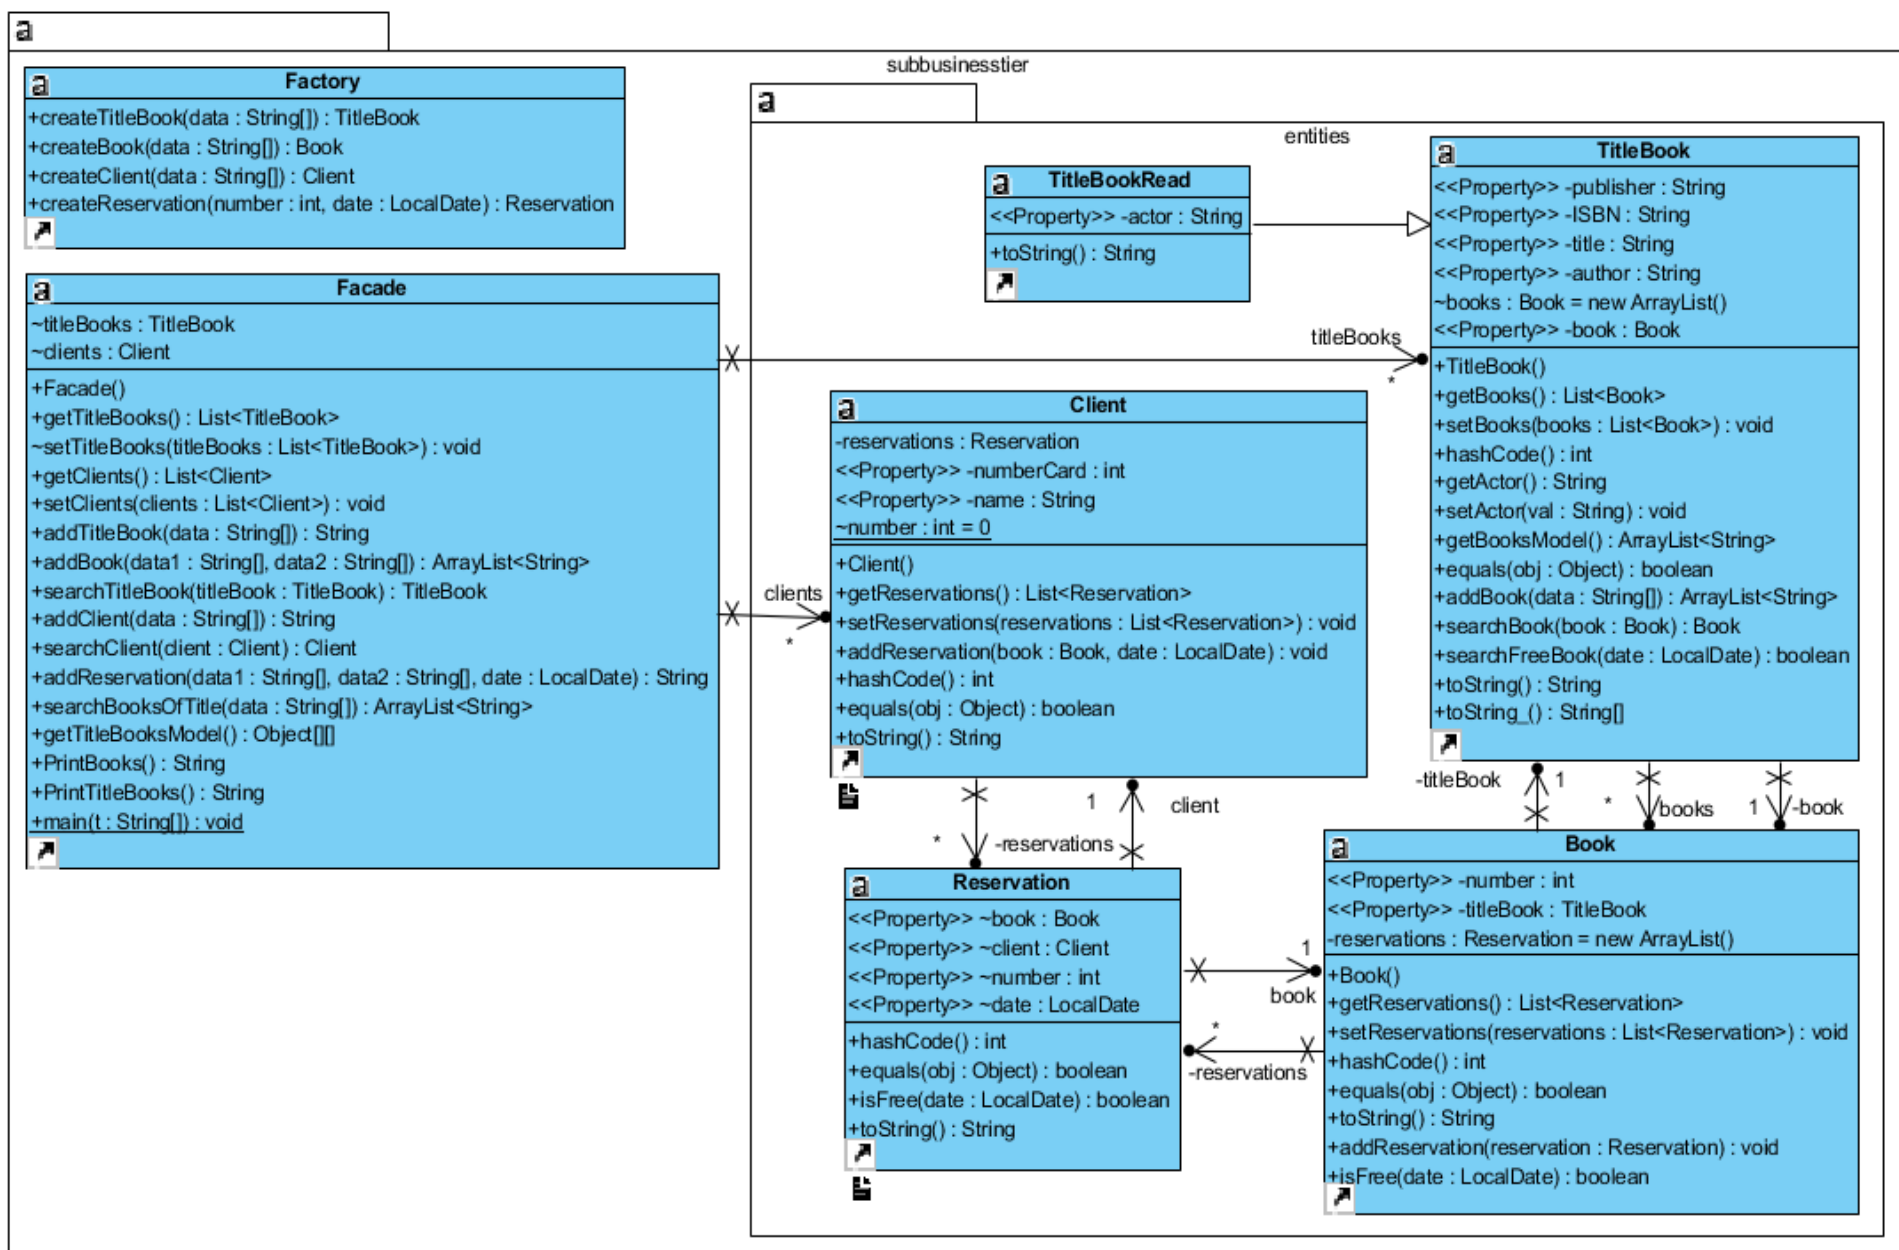 a
subbusinesstier
a
Factory
+createTitleBook(data : String[]) : TitleBook
+createBook(data : String[]) : Book
+createClient(data : String[]) : Client
+createReservation(number : int, date : LocalDate) : Reservation
a
Facade
~titleBooks : TitleBook
~clients : Client
+Facade()
+getTitleBooks() : List<TitleBook>
~setTitleBooks(titleBooks : List<TitleBook>) : void
+getClients() : List<Client>
+setClients(clients : List<Client>) : void
+addTitleBook(data : String[]) : String
+addBook(data1 : String[], data2 : String[]) : ArrayList<String>
+searchTitleBook(titleBook : TitleBook) : TitleBook
+addClient(data : String[]) : String
+searchClient(client : Client) : Client
+addReservation(data1 : String[], data2 : String[], date : LocalDate) : String
+searchBooksOfTitle(data : String[]) : ArrayList<String>
+getTitleBooksModel() : Object[][]
+PrintBooks() : String
+PrintTitleBooks() : String
+main(t : String[]) : void
a
entities
a
TitleBookRead
<<Property>> -actor : String
+toString() : String
a
TitleBook
<<Property>> -publisher : String
<<Property>> -ISBN : String
<<Property>> -title : String
<<Property>> -author : String
~books : Book = new ArrayList()
<<Property>> -book : Book
+TitleBook()
+getBooks() : List<Book>
+setBooks(books : List<Book>) : void
+hashCode() : int
+getActor() : String
+setActor(val : String) : void
+getBooksModel() : ArrayList<String>
+equals(obj : Object) : boolean
+addBook(data : String[]) : ArrayList<String>
+searchBook(book : Book) : Book
+searchFreeBook(date : LocalDate) : boolean
+toString() : String
+toString_() : String[]
titleBooks
*
clients
*
a
Client
-reservations : Reservation
<<Property>> -numberCard : int
<<Property>> -name : String
~number : int = 0
+Client()
+getReservations() : List<Reservation>
+setReservations(reservations : List<Reservation>) : void
+addReservation(book : Book, date : LocalDate) : void
+hashCode() : int
+equals(obj : Object) : boolean
+toString() : String
*
-reservations
1
client
-titleBook
1
*
books
1
-book
a
Reservation
<<Property>> ~book : Book
<<Property>> ~client : Client
<<Property>> ~number : int
<<Property>> ~date : LocalDate
+hashCode() : int
+equals(obj : Object) : boolean
+isFree(date : LocalDate) : boolean
+toString() : String
1
book
*
-reservations
a
Book
<<Property>> -number : int
<<Property>> -titleBook : TitleBook
-reservations : Reservation = new ArrayList()
+Book()
+getReservations() : List<Reservation>
+setReservations(reservations : List<Reservation>) : void
+hashCode() : int
+equals(obj : Object) : boolean
+toString() : String
+addReservation(reservation : Reservation) : void
+isFree(date : LocalDate) : boolean